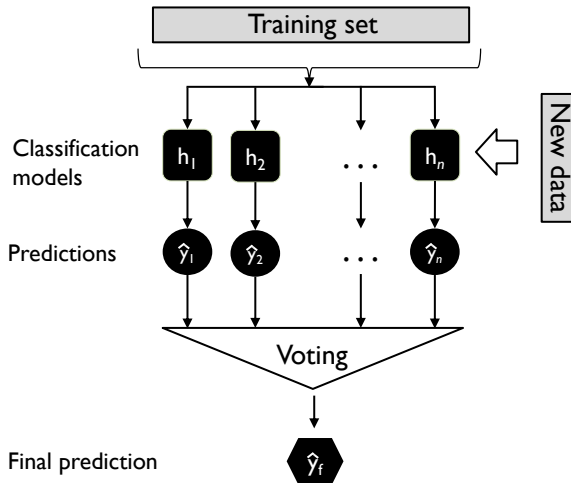 Training set
Classification
models
h₁ h₂ . . . hₙ
New data
Predictions
ŷ₁ ŷ₂ . . . ŷₙ
Voting
Final prediction
ŷf